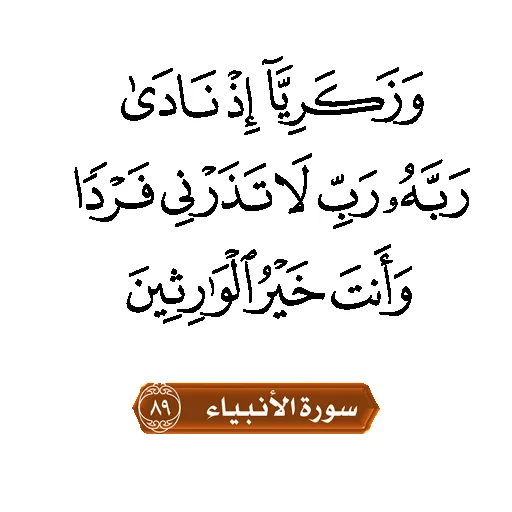 وَزَكَرِيَّآ إِذۡ نَادَىٰ
رَبَّهُۥ رَبِّ لَا تَذَرۡنِي فَرۡدٗا
وَأَنتَ خَيۡرُ ٱلۡوَٰرِثِينَ
سورة الأنبياء ٨٩